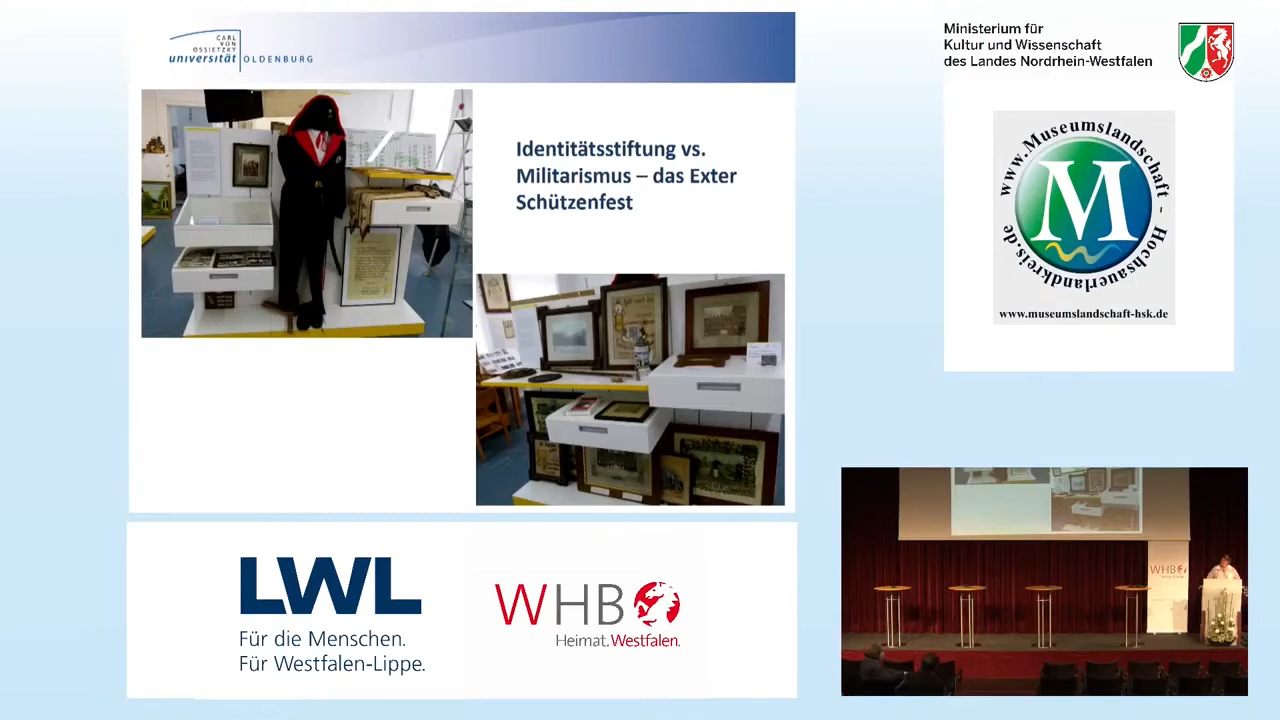 CARL
VON
OSSIETZKY
universität OLDENBURG
Identitätsstiftung vs.
Militarismus – das Exter
Schützenfest
Ministerium für
Kultur und Wissenschaft
des Landes Nordrhein-Westfalen
www.Museumslandschaft - Hochsauerlandkreis.de
M
www.museumslandschaft-hsk.de
LWL
Für die Menschen.
Für Westfalen-Lippe.
WHB
Heimat.Westfalen.
WHB